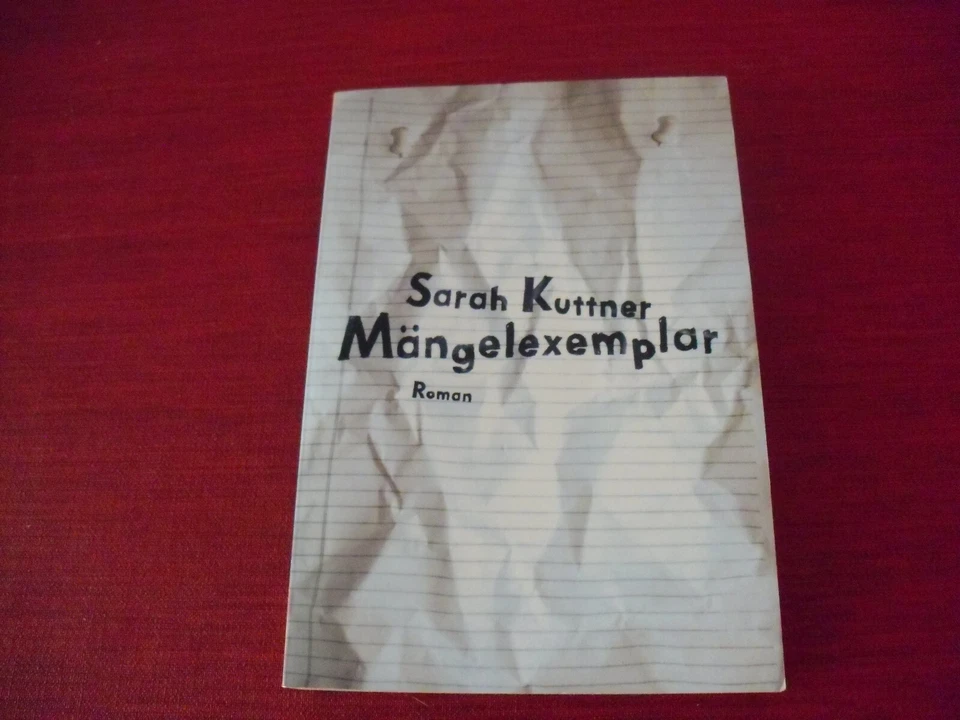 Sarah Kuttner
Mängelexemplar
Roman